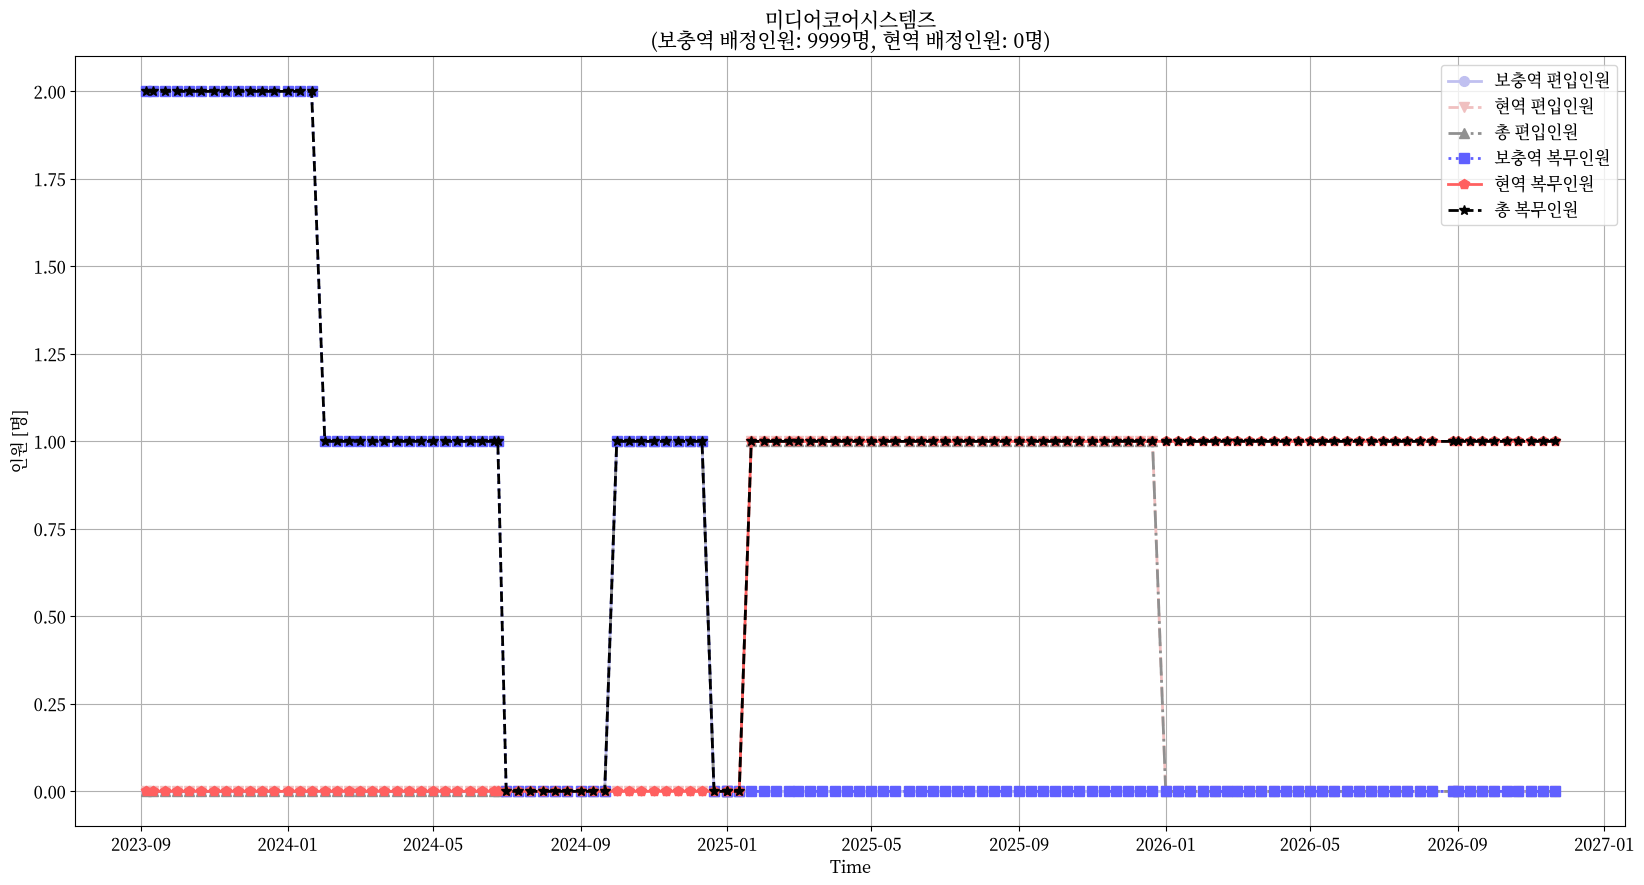 미디어코어시스템즈
(보충역 배정인원: 9999명, 현역 배정인원: 0명)
보충역 편입인원
현역 편입인원
총 편입인원
보충역 복무인원
현역 복무인원
총 복무인원
인원 [명]
2.00
1.75
1.50
1.25
1.00
0.75
0.50
0.25
0.00
2023-09
2024-01
2024-05
2024-09
2025-01
2025-05
2025-09
2026-01
2026-05
2026-09
2027-01
Time